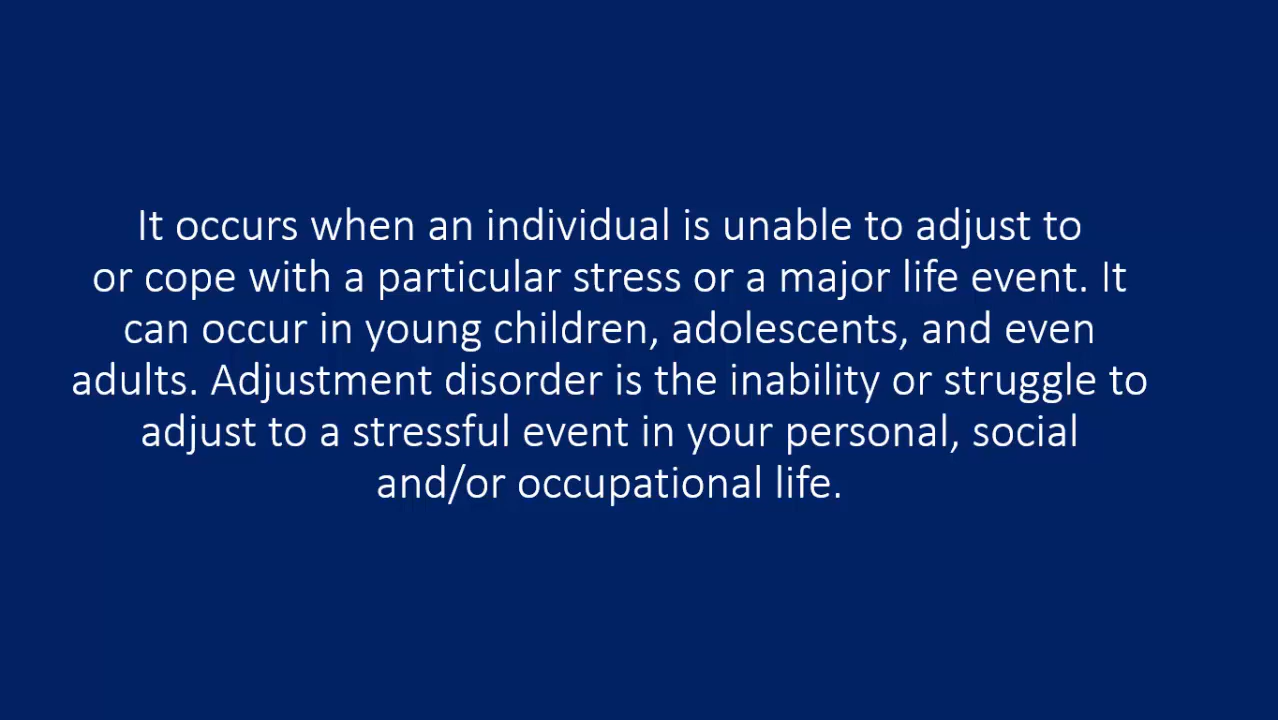 It occurs when an individual is unable to adjust to
or cope with a particular stress or a major life event. It
can occur in young children, adolescents, and even
adults. Adjustment disorder is the inability or struggle to
adjust to a stressful event in your personal, social
and/or occupational life.